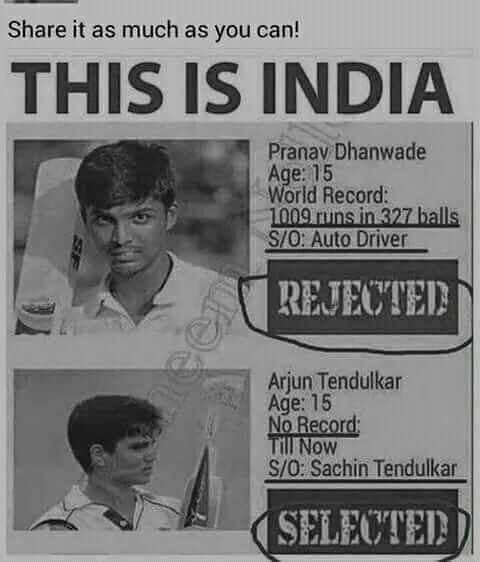 Share it as much as you can!
THIS IS INDIA
Pranav Dhanwade
Age: 15
World Record:
1009 runs in 327 balls
S/O: Auto Driver
REJECTED
Arjun Tendulkar
Age: 15
No Record:
Till Now
S/O: Sachin Tendulkar
SELECTED